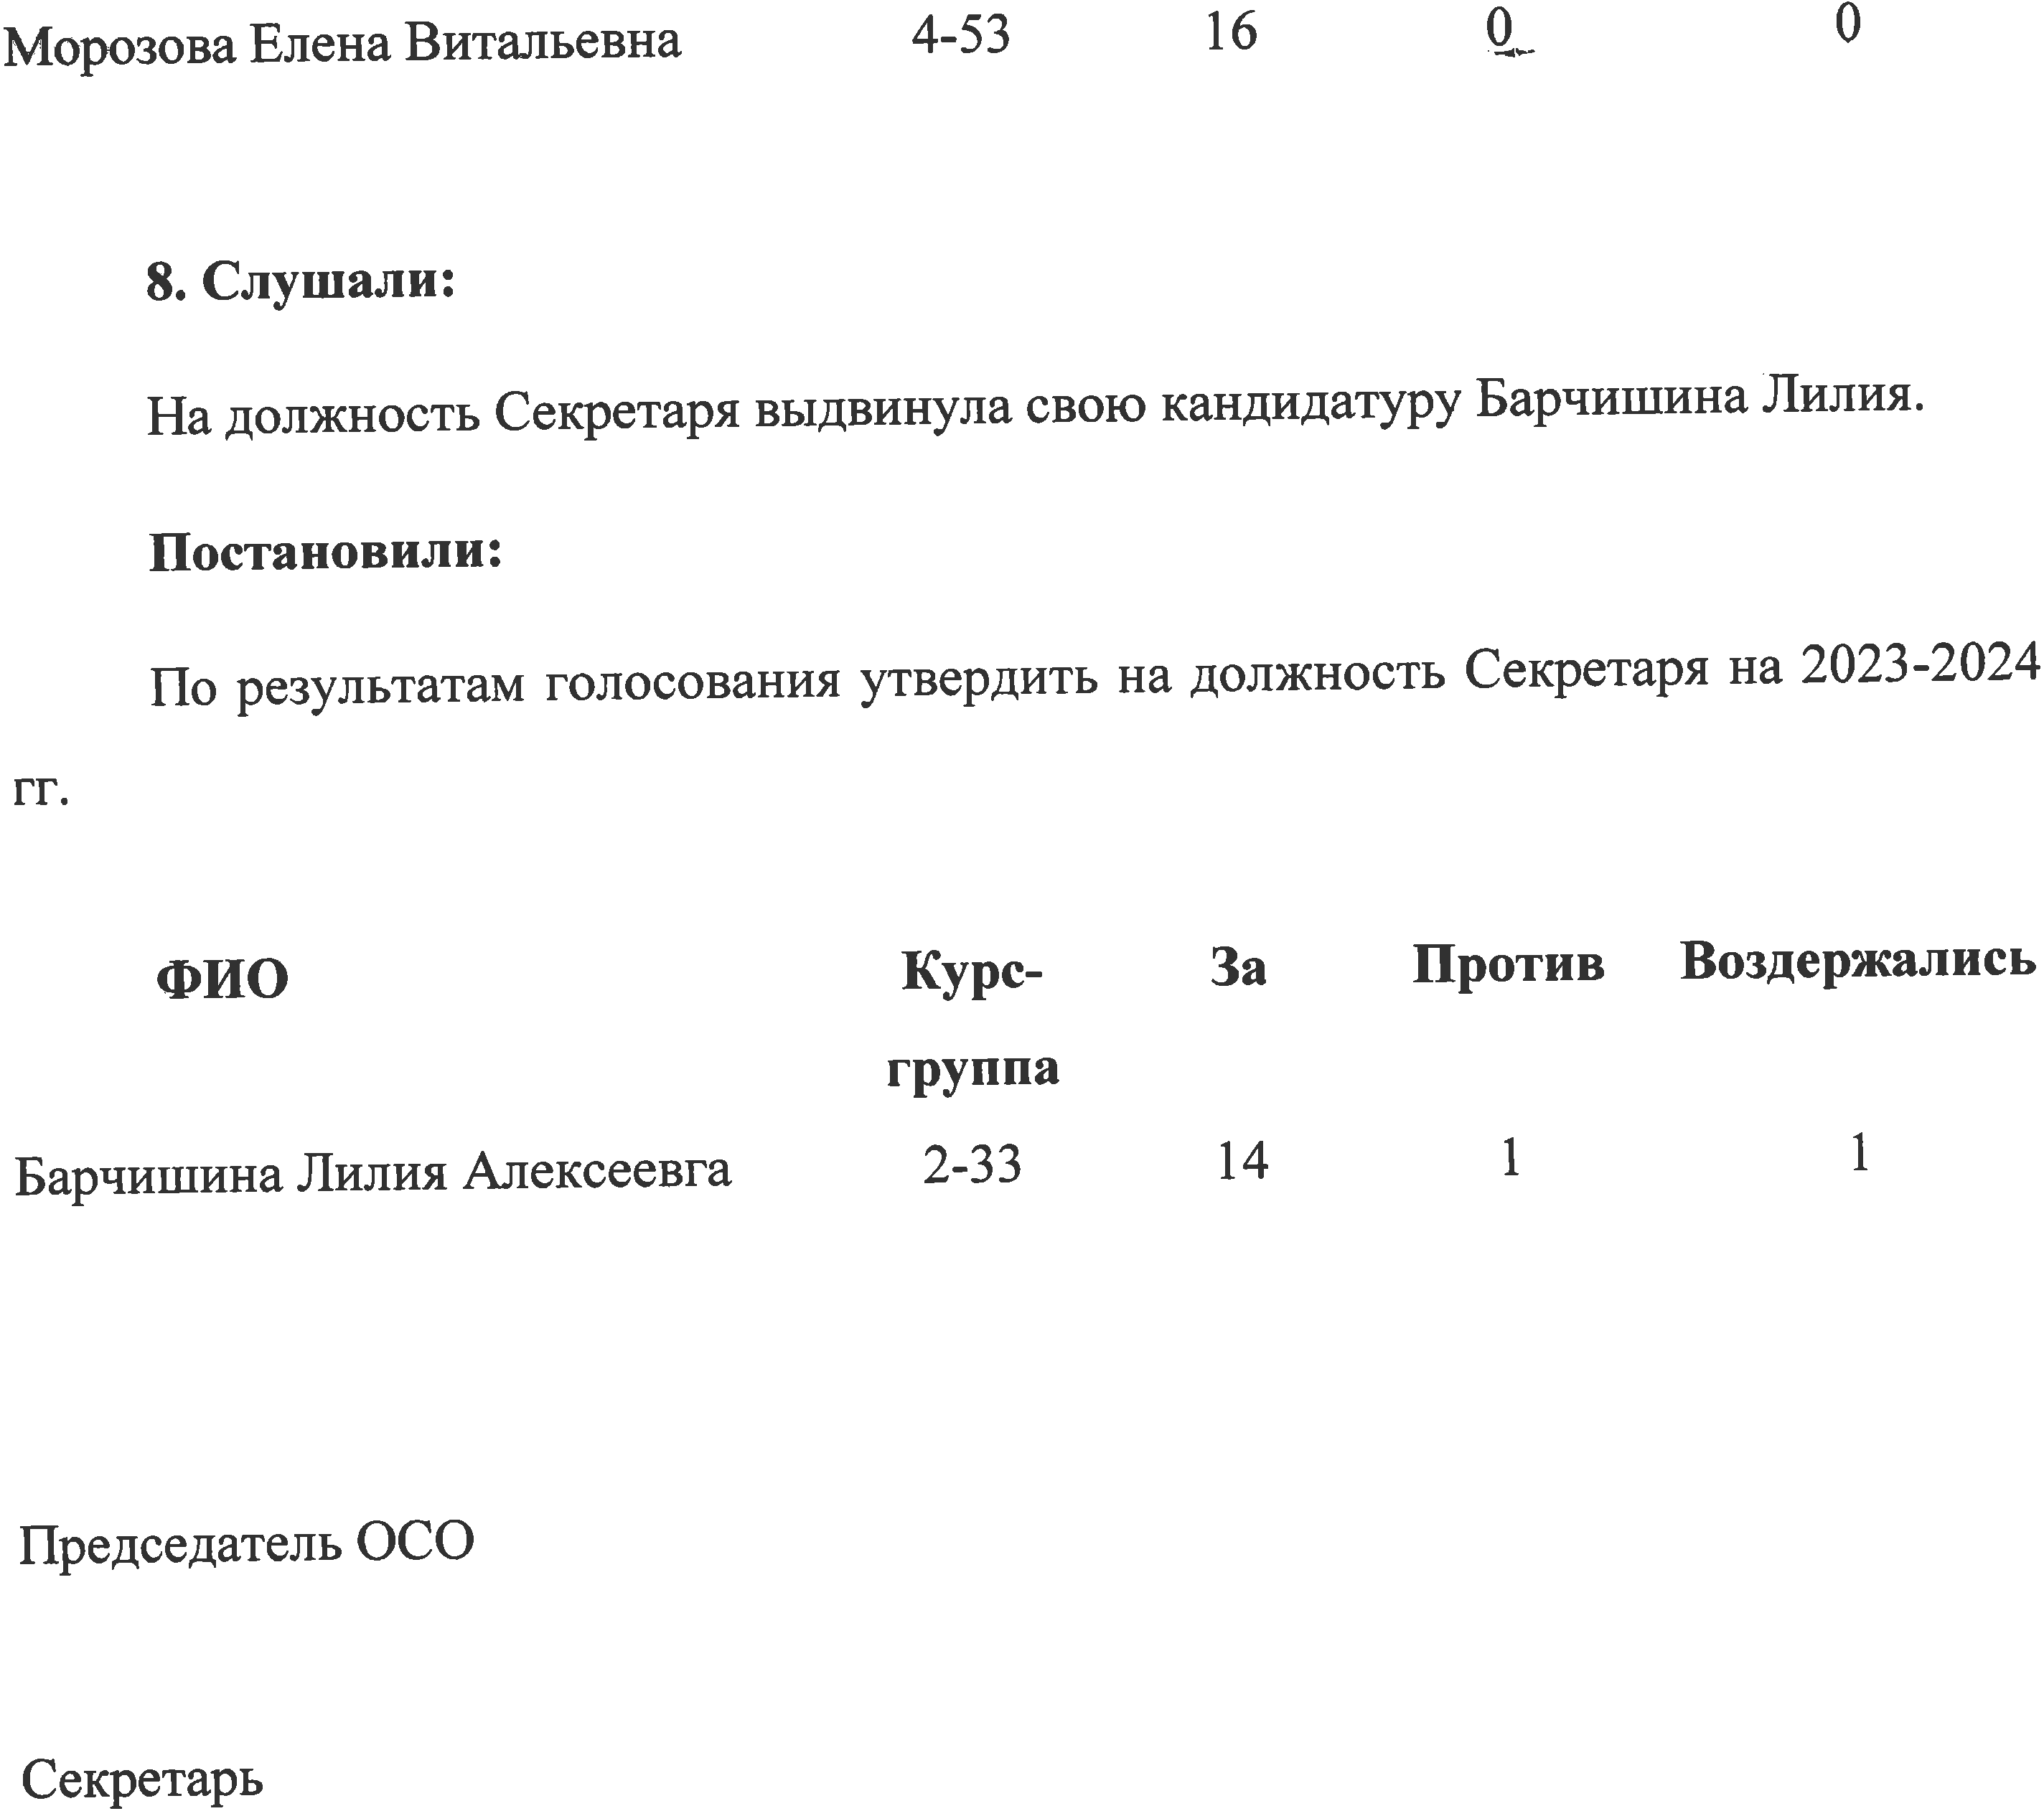 Морозова Елена Витальевна 4-53 16 0 0
8. Слушали:
На должность Секретаря выдвинула свою кандидатуру Барчишина Лилия.
Постановили:
По результатам голосования утвердить на должность Секретаря на 2023-2024
гг.
ФИО Курс- За Против Воздержались
группа
Барчишина Лилия Алексеевга 2-33 14 1 1
Председатель ОСО
Секретарь